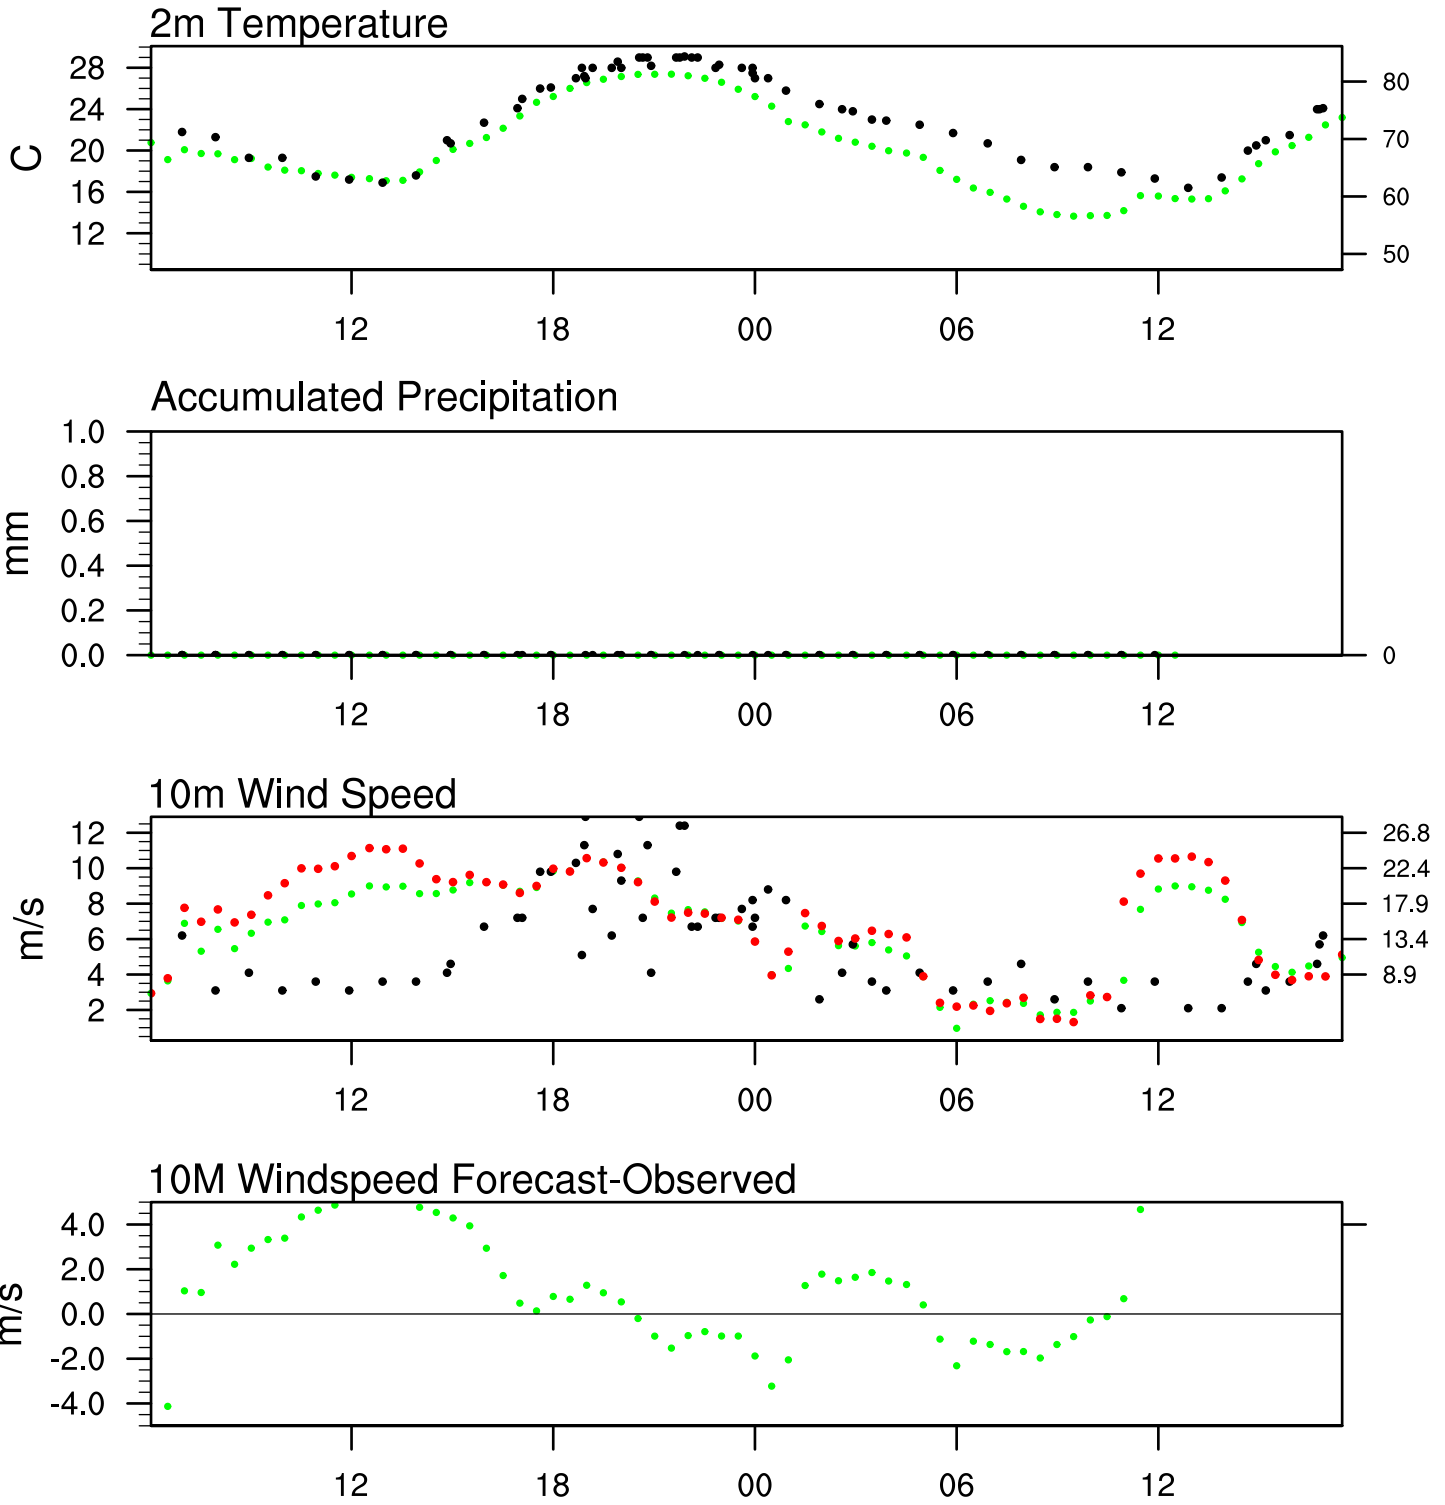 2m Temperature
28
24
20
16
12
C
80
70
60
50
12 18 00 06 12
Accumulated Precipitation
1.0
0.8
0.6
0.4
0.2
0.0
mm
0
12 18 00 06 12
10m Wind Speed
12
10
8
6
4
2
m/s
26.8
22.4
17.9
13.4
8.9
12 18 00 06 12
10M Windspeed Forecast-Observed
4.0
2.0
0.0
-2.0
-4.0
m/s
12 18 00 06 12